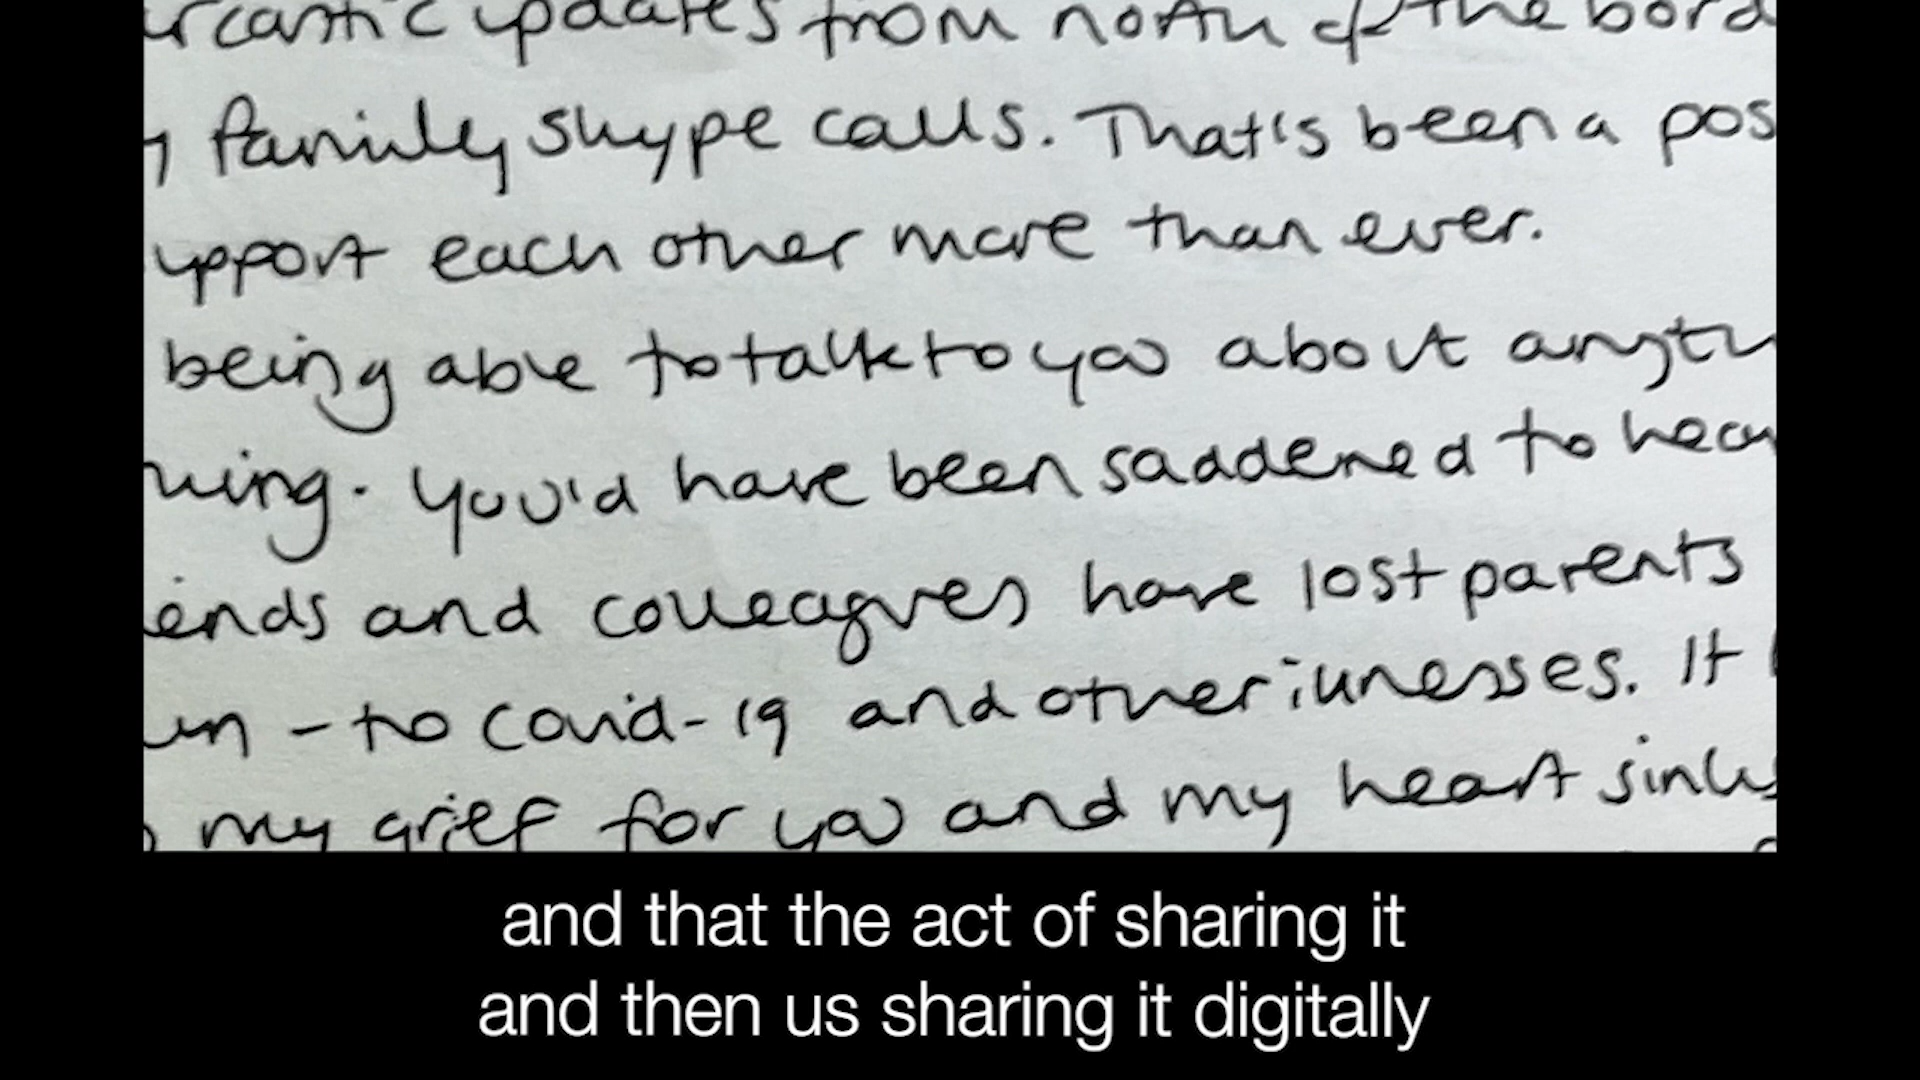 updates from north of the bord
family skype calls. That's been a pos
upport each other more than ever.
being able to talk to you about anyth
You'd have been saddened to hear
ends and colleagues have lost parents
- to covid-19 and other illnesses. It
my grief for you and my heart sinks
and that the act of sharing it
and then us sharing it digitally